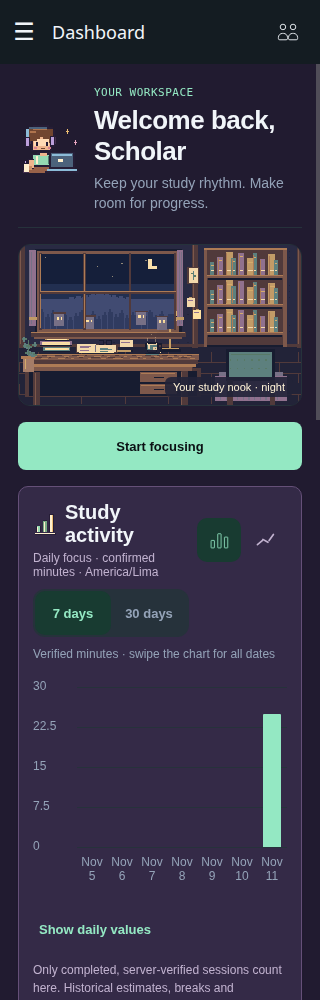 Dashboard
YOUR WORKSPACE
Welcome back,
Scholar
Keep your study rhythm. Make
room for progress.
Your study nook · night
Start focusing
Study
activity
Daily focus · confirmed
minutes · America/Lima
7 days
30 days
Verified minutes · swipe the chart for all dates
30
22.5
15
7.5
0
Nov 5
Nov 6
Nov 7
Nov 8
Nov 9
Nov 10
Nov 11
Show daily values
Only completed, server-verified sessions count
here. Historical estimates, breaks and